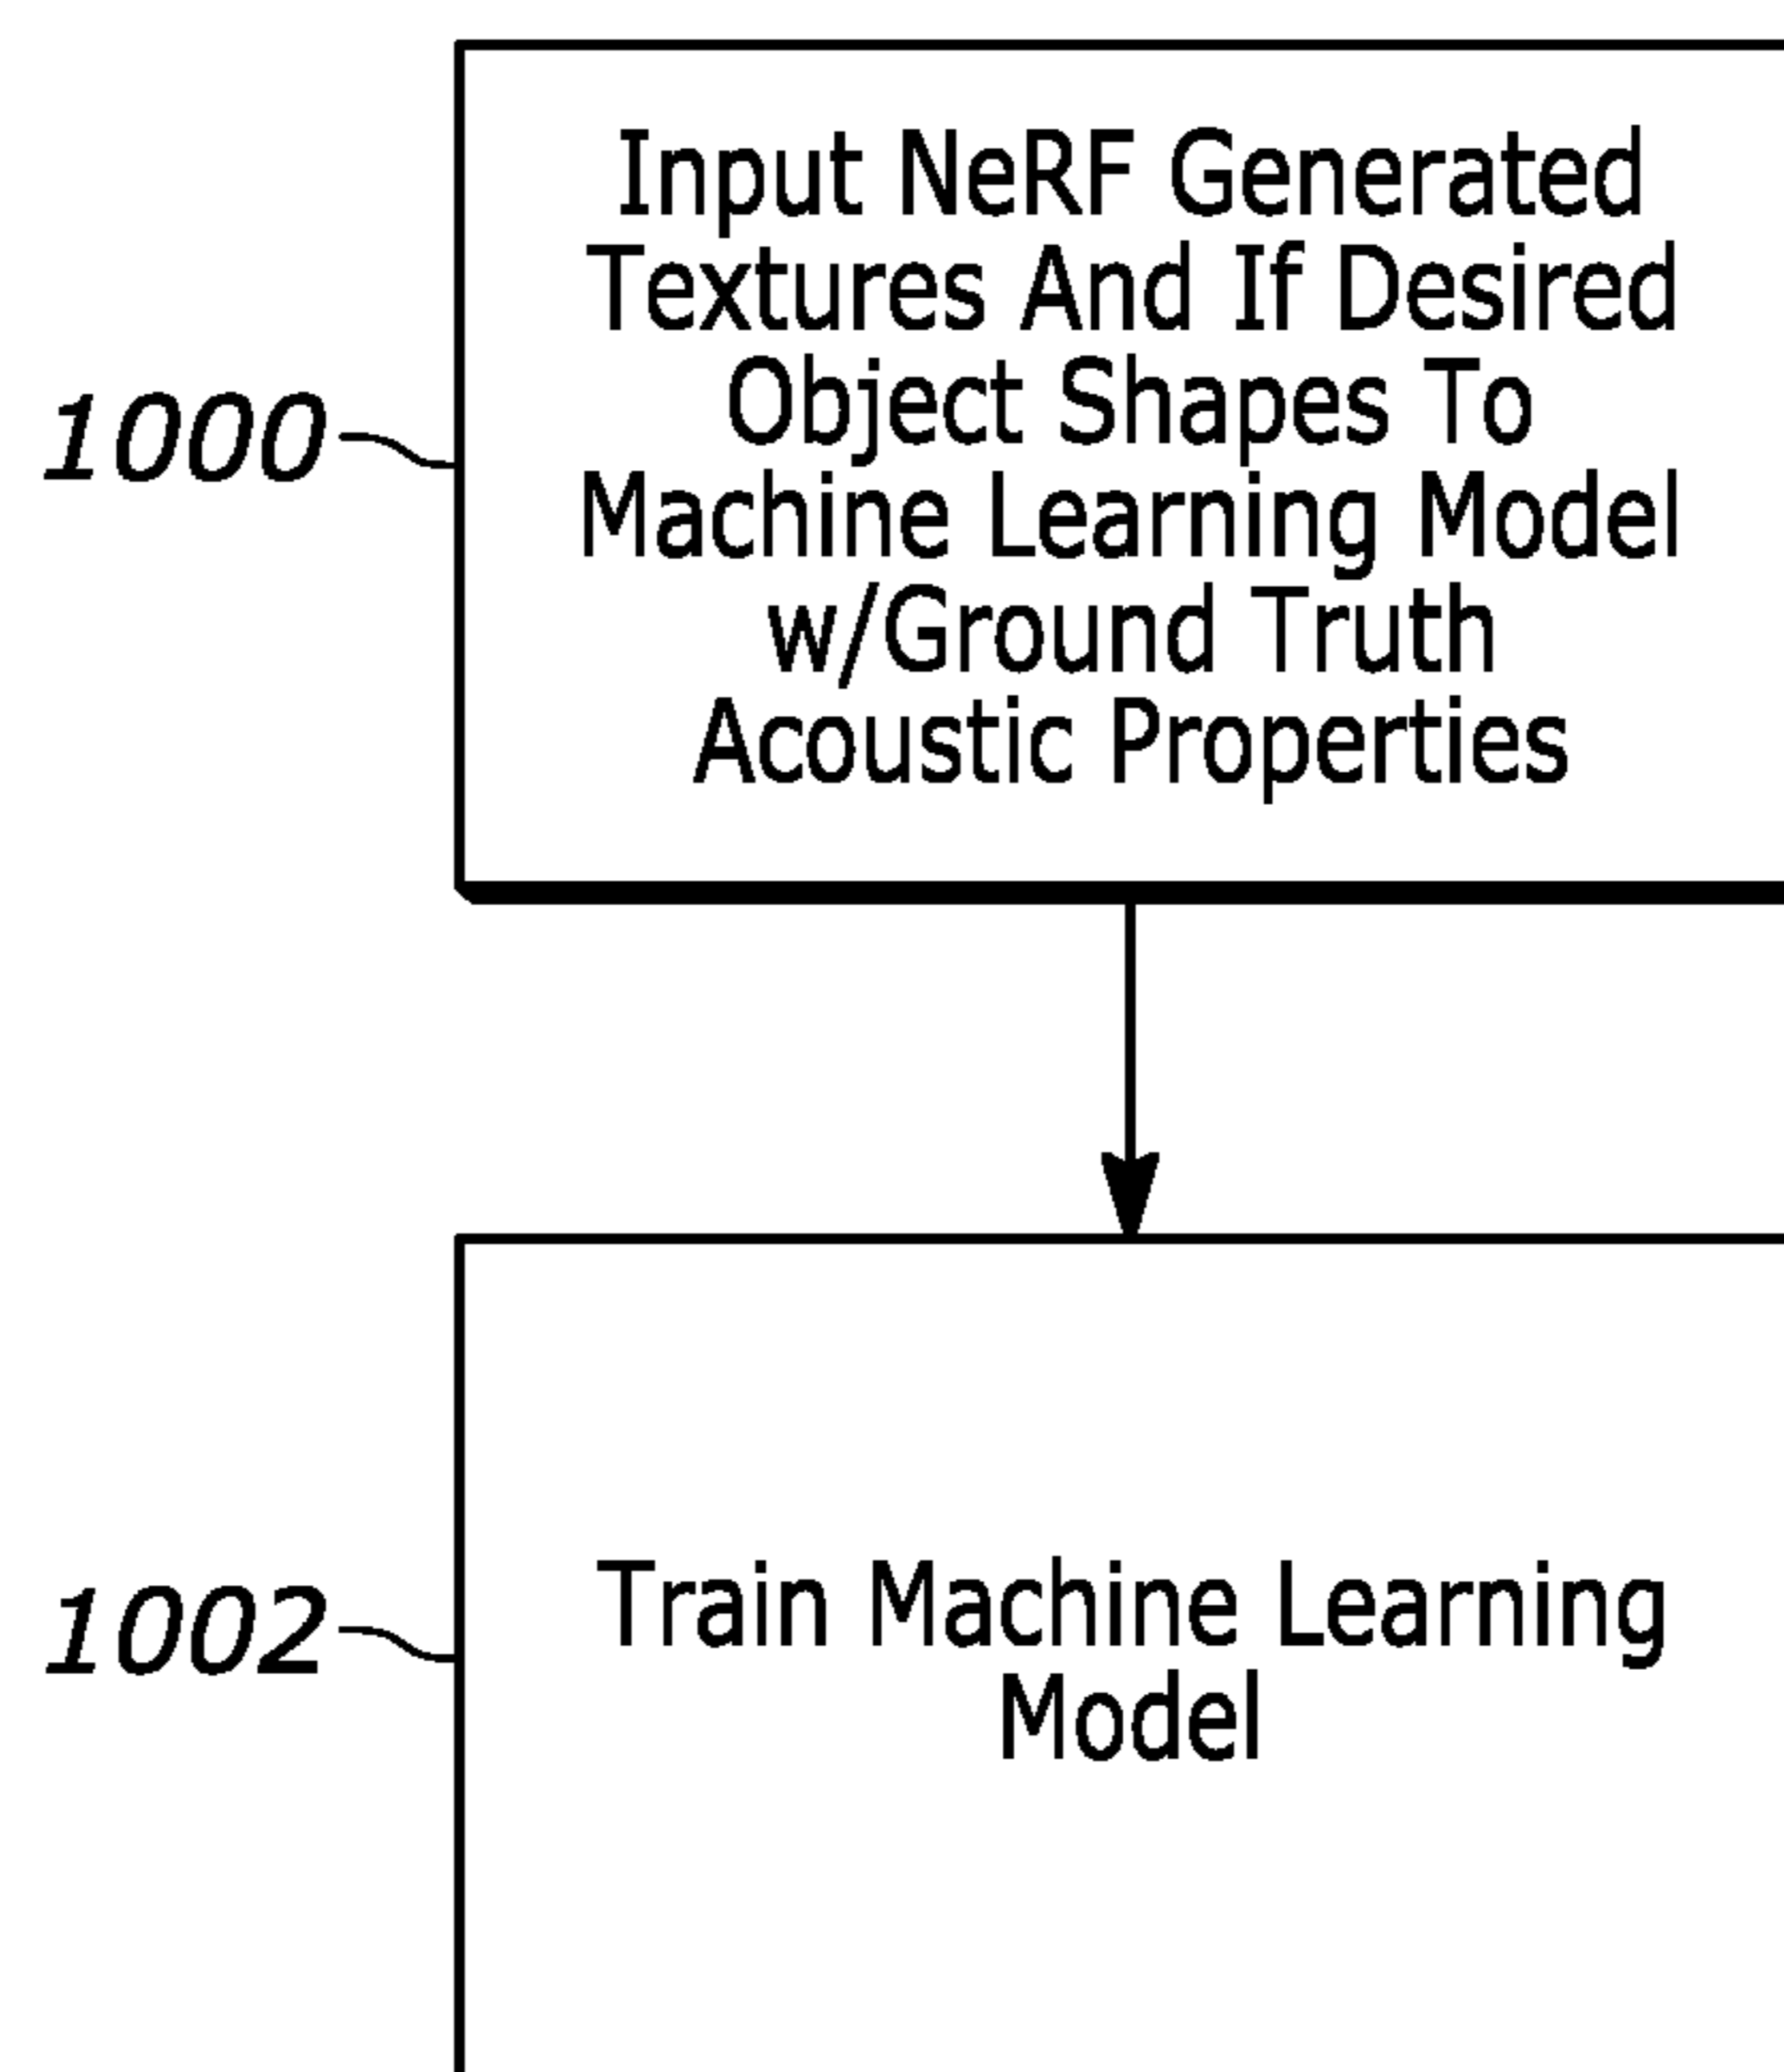 Input NeRF Generated
Textures And If Desired
Object Shapes To
Machine Learning Model
w/Ground Truth
Acoustic Properties
1000
Train Machine Learning
Model
1002